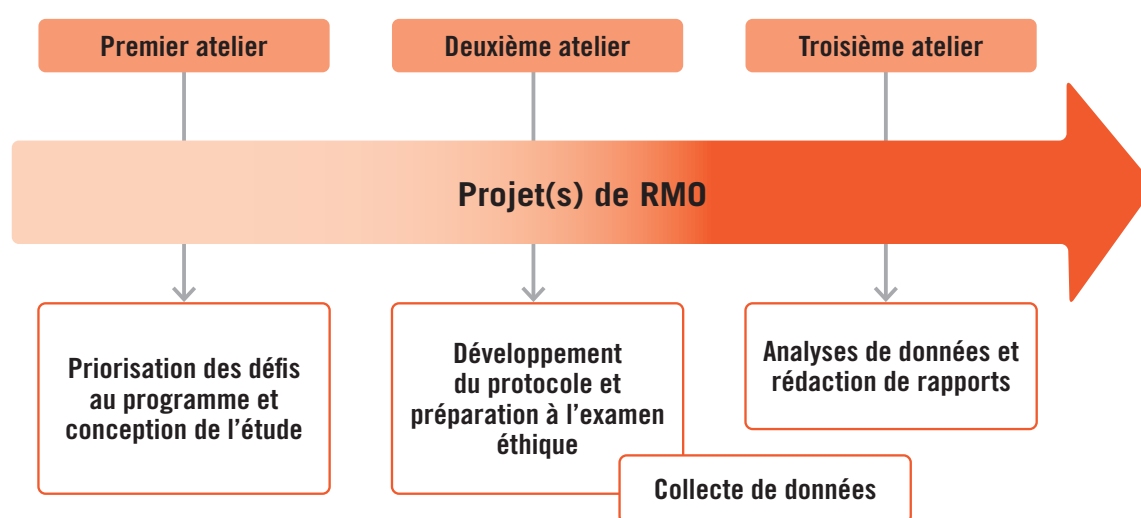 Premier atelier
Deuxième atelier
Troisième atelier
Projet(s) de RMO
Priorisation des défis
au programme et
conception de l'étude
Développement
du protocole et
préparation à l'examen
éthique
Analyses de données et
rédaction de rapports
Collecte de données